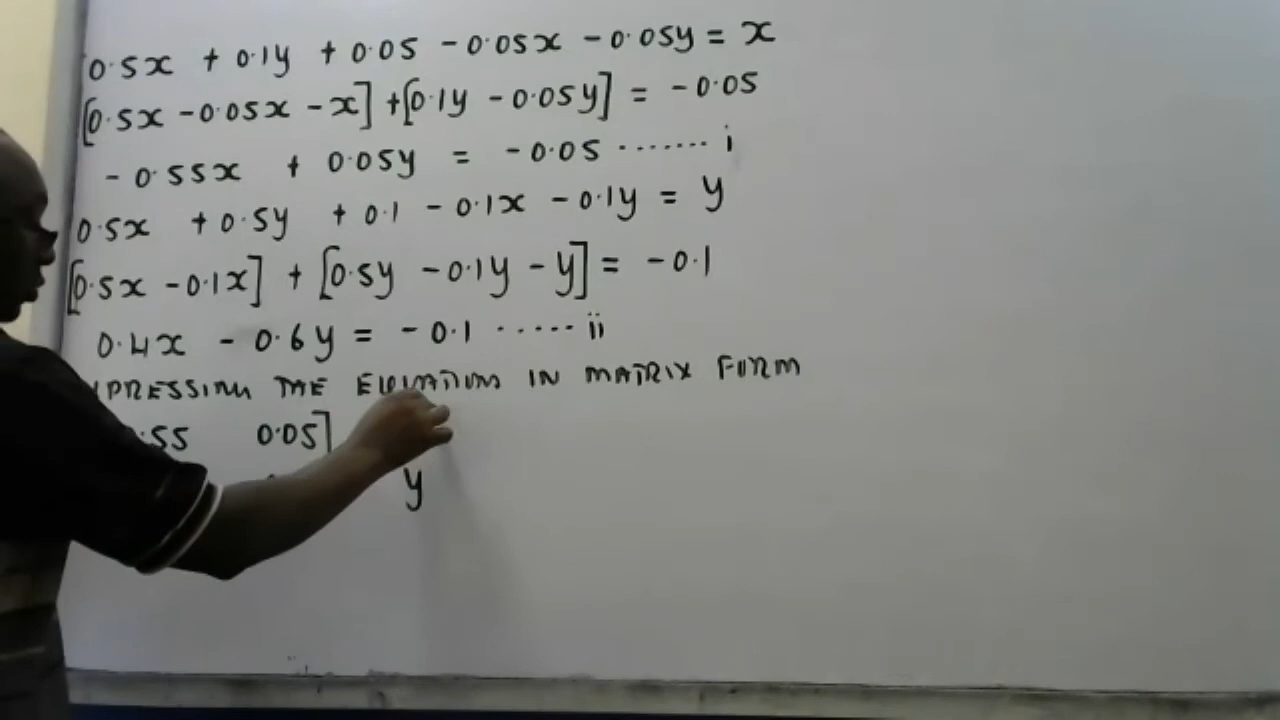 0.5x + 0.1y + 0.05 - 0.05x - 0.05y = x
[0.5x - 0.05x - x] + [0.1y - 0.05y] = - 0.05
- 0.55x + 0.05y = - 0.05 ....... i
0.5x + 0.5y + 0.1 - 0.1x - 0.1y = y
[0.5x - 0.1x] + [0.5y - 0.1y - y] = - 0.1
0.4x - 0.6y = - 0.1 ..... ii
PRESSING THE EQUATIONS IN MATRIX FORM
.55 0.05]
y